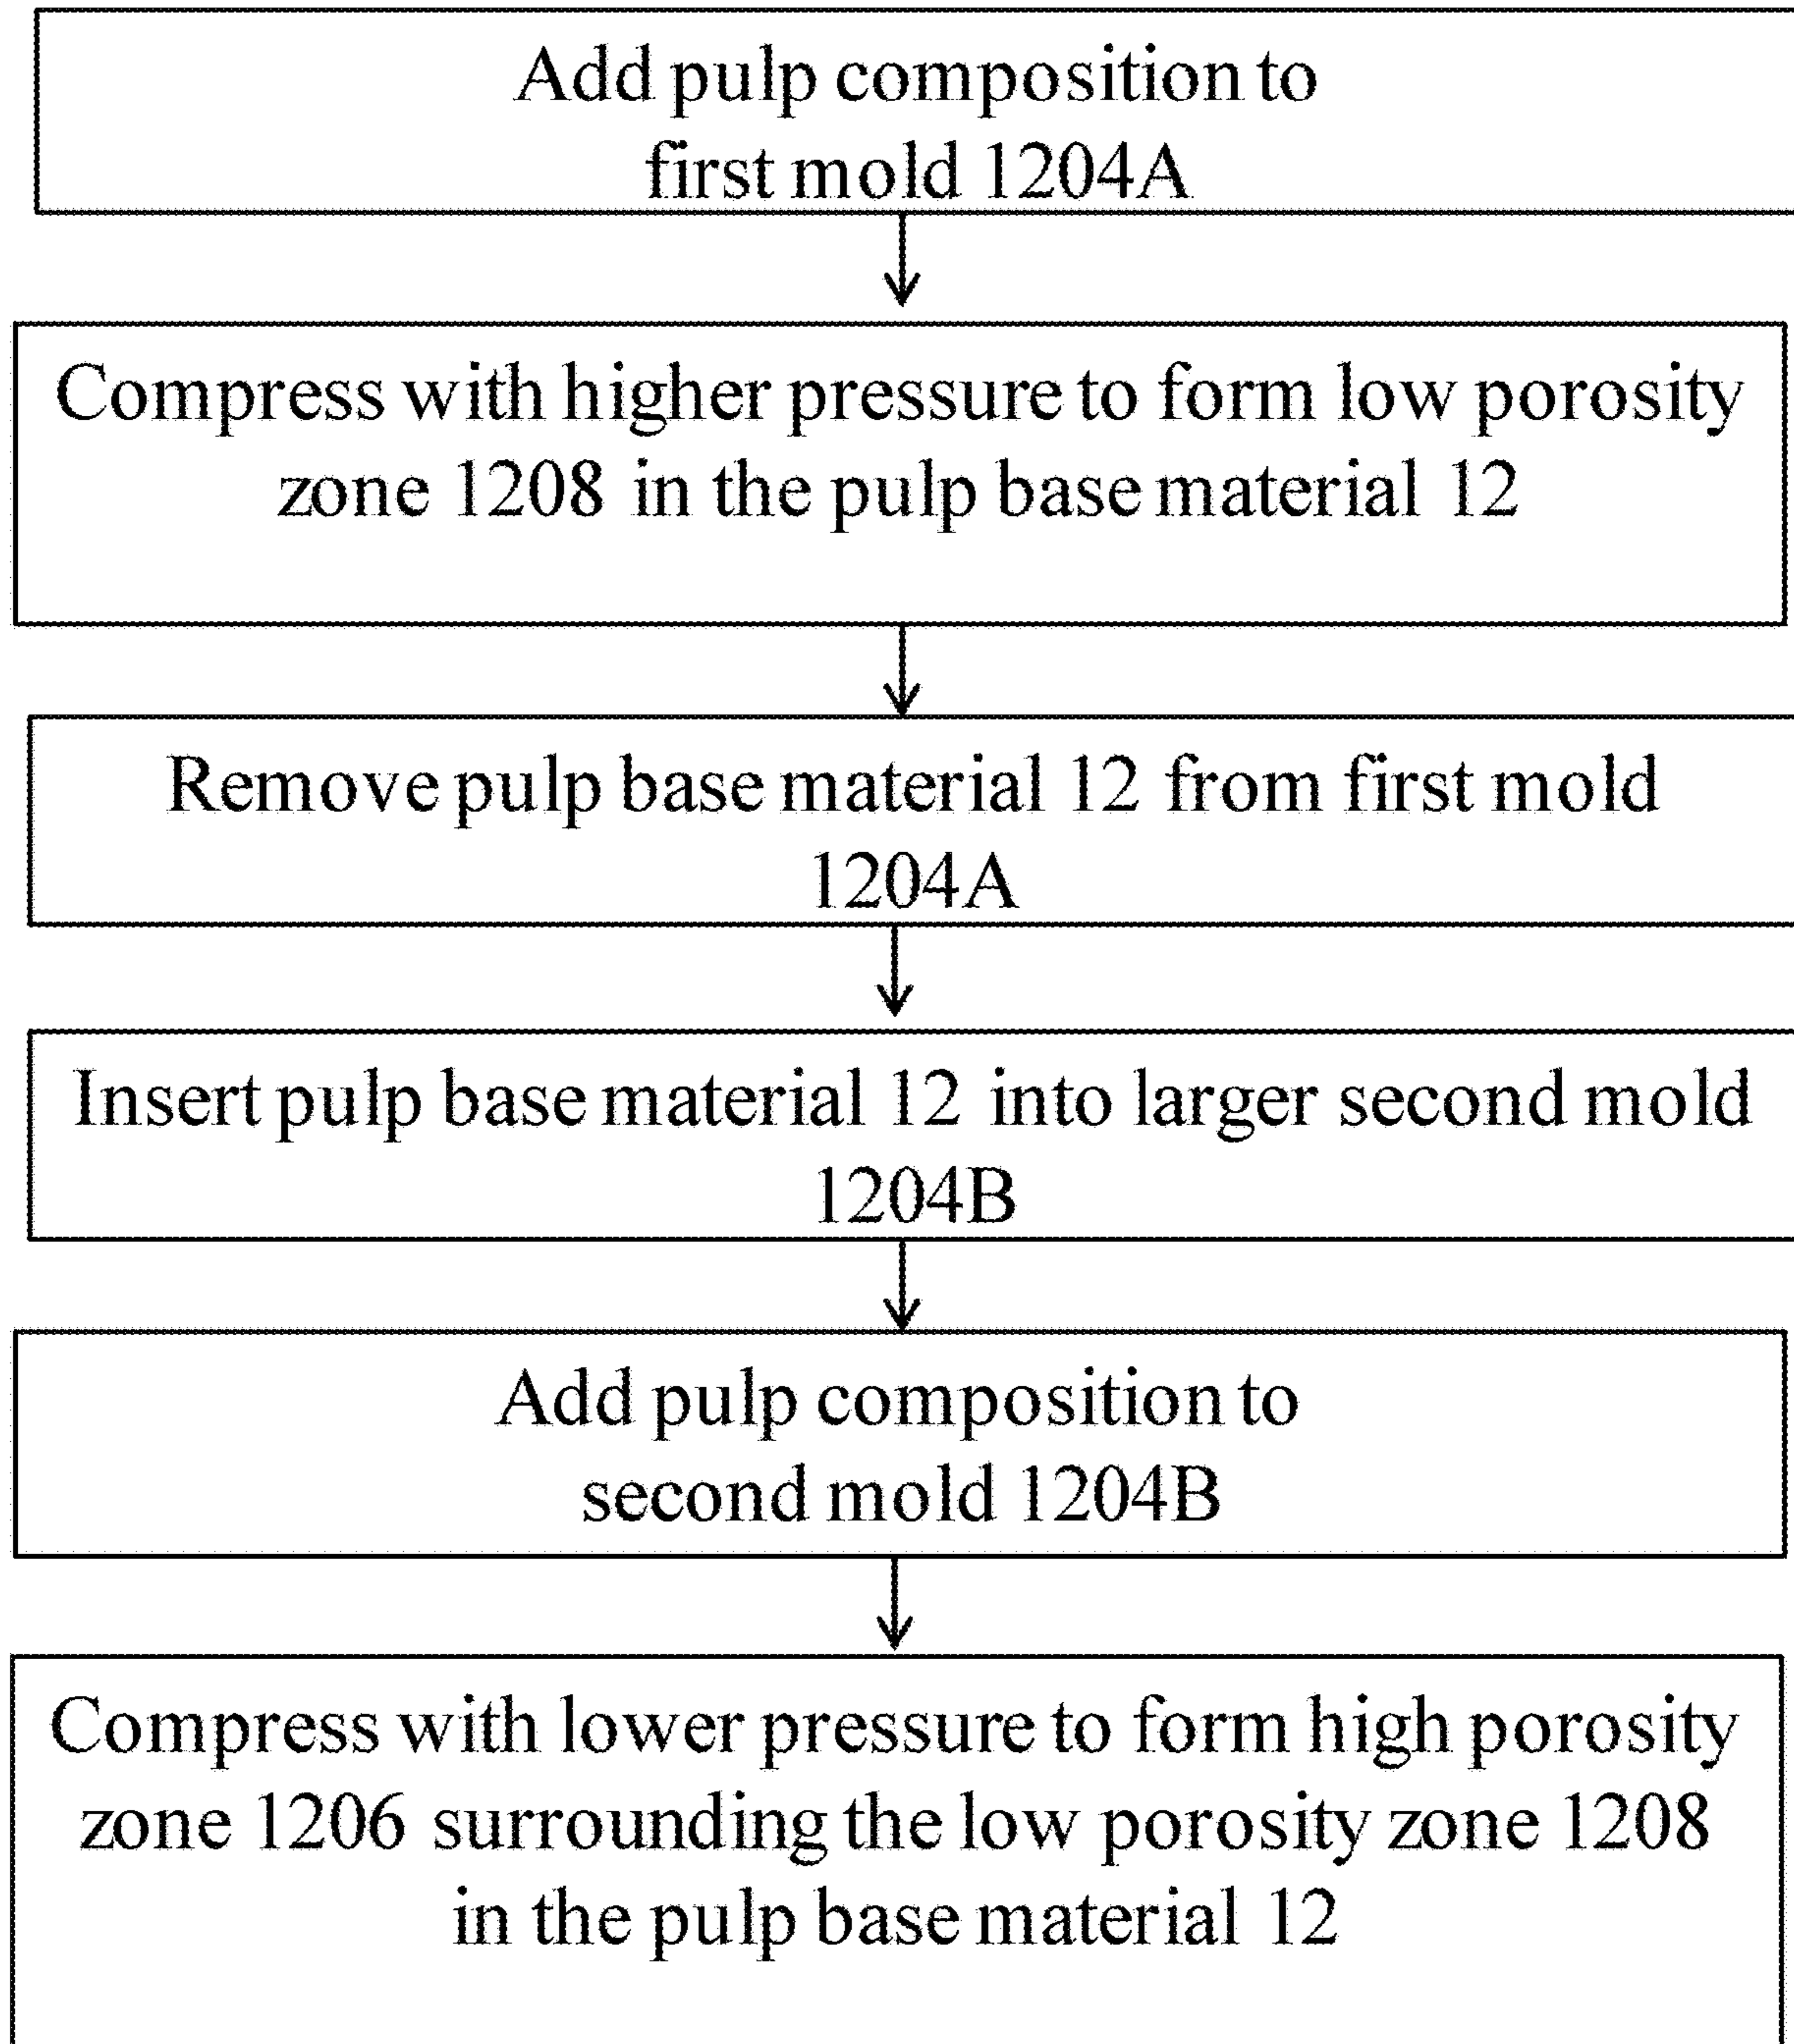 Add pulp composition to
first mold 1204A
Compress with higher pressure to form low porosity
zone 1208 in the pulp base material 12
Remove pulp base material 12 from first mold
1204A
Insert pulp base material 12 into larger second mold
1204B
Add pulp composition to
second mold 1204B
Compress with lower pressure to form high porosity
zone 1206 surrounding the low porosity zone 1208
in the pulp base material 12